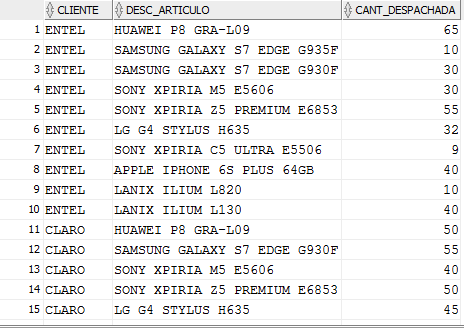 CLIENTE DESC_ARTICULO CANT_DESPACHADA
1 ENTEL HUAWEI P8 GRA-L09 65
2 ENTEL SAMSUNG GALAXY S7 EDGE G935F 10
3 ENTEL SAMSUNG GALAXY S7 EDGE G930F 30
4 ENTEL SONY XPIRIA M5 E5606 30
5 ENTEL SONY XPIRIA Z5 PREMIUM E6853 55
6 ENTEL LG G4 STYLUS H635 32
7 ENTEL SONY XPIRIA C5 ULTRA E5506 9
8 ENTEL APPLE IPHONE 6S PLUS 64GB 40
9 ENTEL LANIX ILIUM L820 10
10 ENTEL LANIX ILIUM L130 40
11 CLARO HUAWEI P8 GRA-L09 50
12 CLARO SAMSUNG GALAXY S7 EDGE G930F 55
13 CLARO SONY XPIRIA M5 E5606 40
14 CLARO SONY XPIRIA Z5 PREMIUM E6853 50
15 CLARO LG G4 STYLUS H635 45